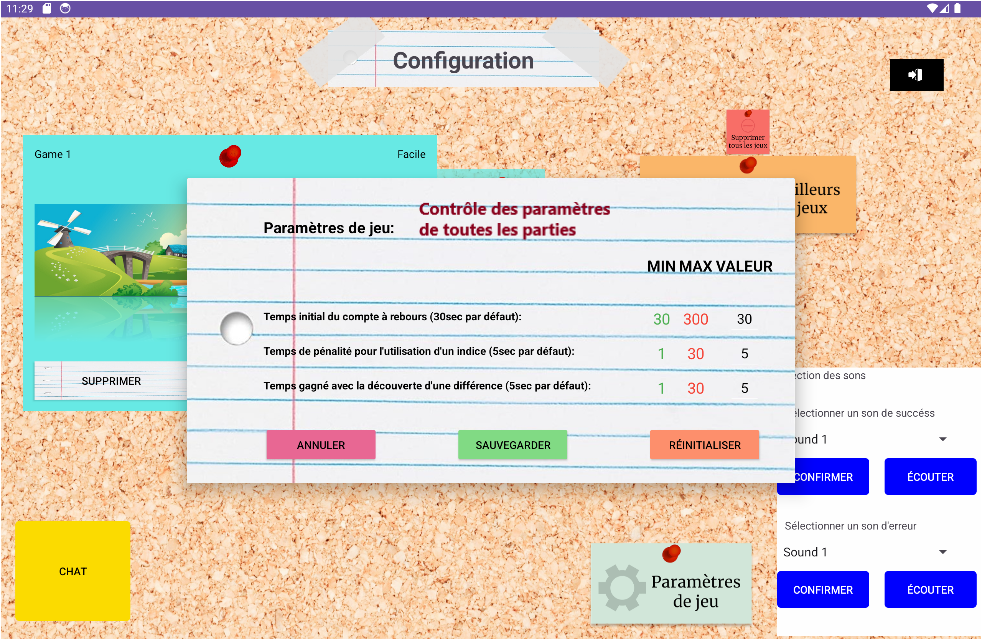 11:29
Configuration
Game 1
Facile
Supprimer
tous les jeux
illeurs
jeux
Contrôle des paramètres
de toutes les parties
Paramètres de jeu:
MIN MAX VALEUR
Temps initial du compte à rebours (30sec par défaut): 30 300 30
Temps de pénalité pour l'utilisation d'un indice (5sec par défaut): 1 30 5
Temps gagné avec la découverte d'une différence (5sec par défaut): 1 30 5
ANNULER
SAUVEGARDER
RÉINITIALISER
SUPPRIMER
ection des sons
électionner un son de succéss
ound 1
CONFIRMER
ÉCOUTER
Sélectionner un son d'erreur
Sound 1
CONFIRMER
ÉCOUTER
CHAT
Paramètres
de jeu